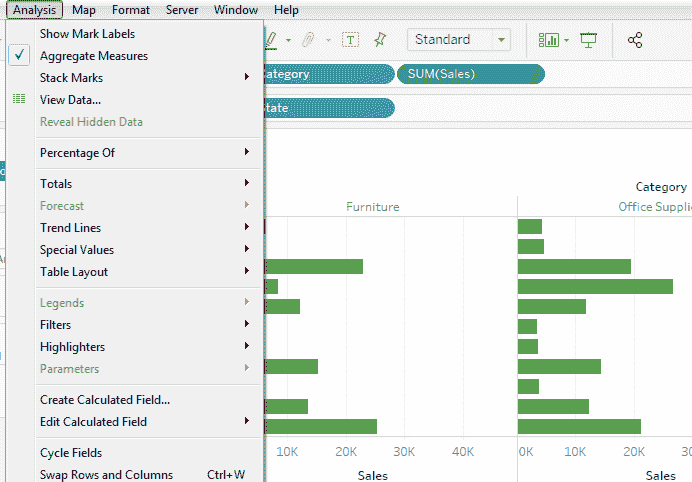 Analysis Map Format Server Window Help
Show Mark Labels
Aggregate Measures
Stack Marks
View Data...
Reveal Hidden Data
Percentage Of
Totals
Forecast
Trend Lines
Special Values
Table Layout
Legends
Filters
Highlighters
Parameters
Create Calculated Field...
Edit Calculated Field
Cycle Fields
Swap Rows and Columns Ctrl+W
T Standard
ategory SUM(Sales)
tate
Category
Furniture Office Suppli
10K 20K 30K 40K 0K 10K 20K 30
Sales Sales